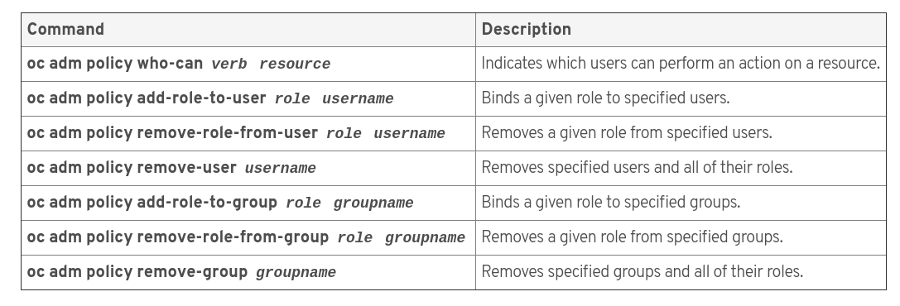 Command Description
oc adm policy who-can verb resource Indicates which users can perform an action on a resource.
oc adm policy add-role-to-user role username Binds a given role to specified users.
oc adm policy remove-role-from-user role username Removes a given role from specified users.
oc adm policy remove-user username Removes specified users and all of their roles.
oc adm policy add-role-to-group role groupname Binds a given role to specified groups.
oc adm policy remove-role-from-group role groupname Removes a given role from specified groups.
oc adm policy remove-group groupname Removes specified groups and all of their roles.